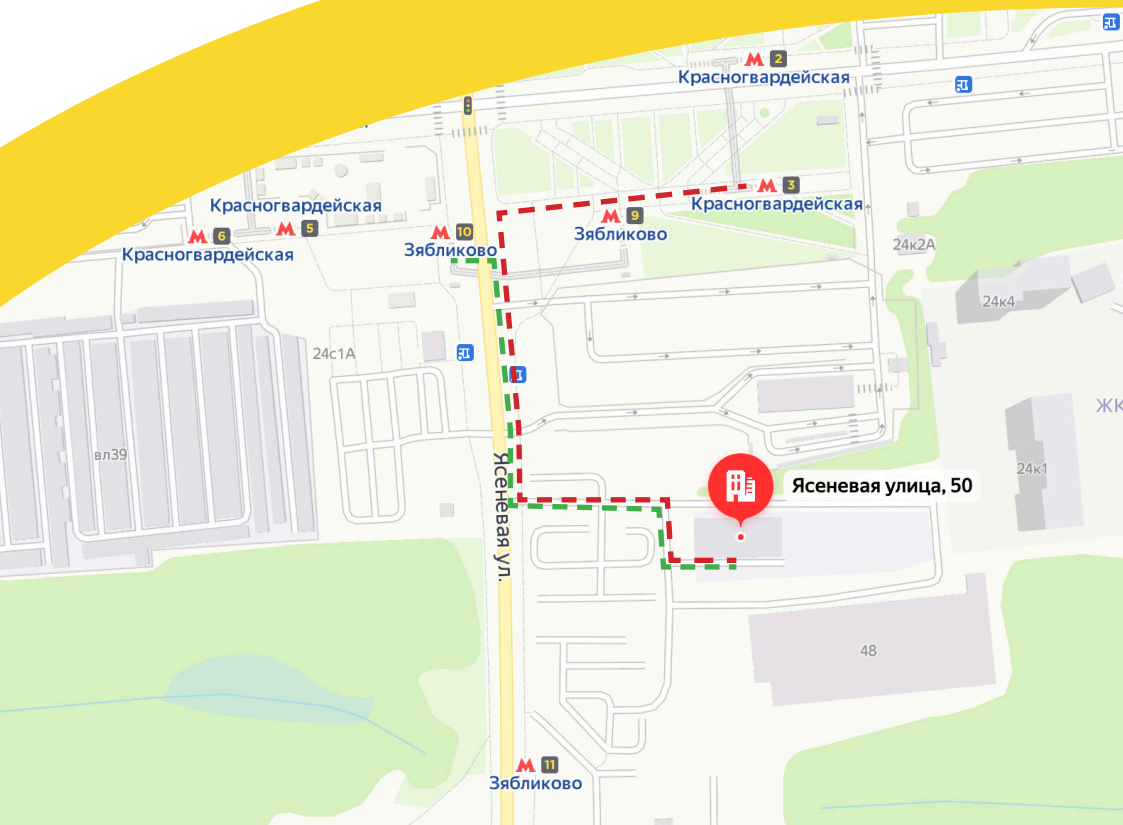 2
Красногвардейская
3
Красногвардейская
Красногвардейская
5
6
Красногвардейская
10
Зябликово
9
Зябликово
24к2А
24к4
24с1А
ЖК
вл39
Ясеневая ул.
24к1
Ясеневая улица, 50
48
11
Зябликово